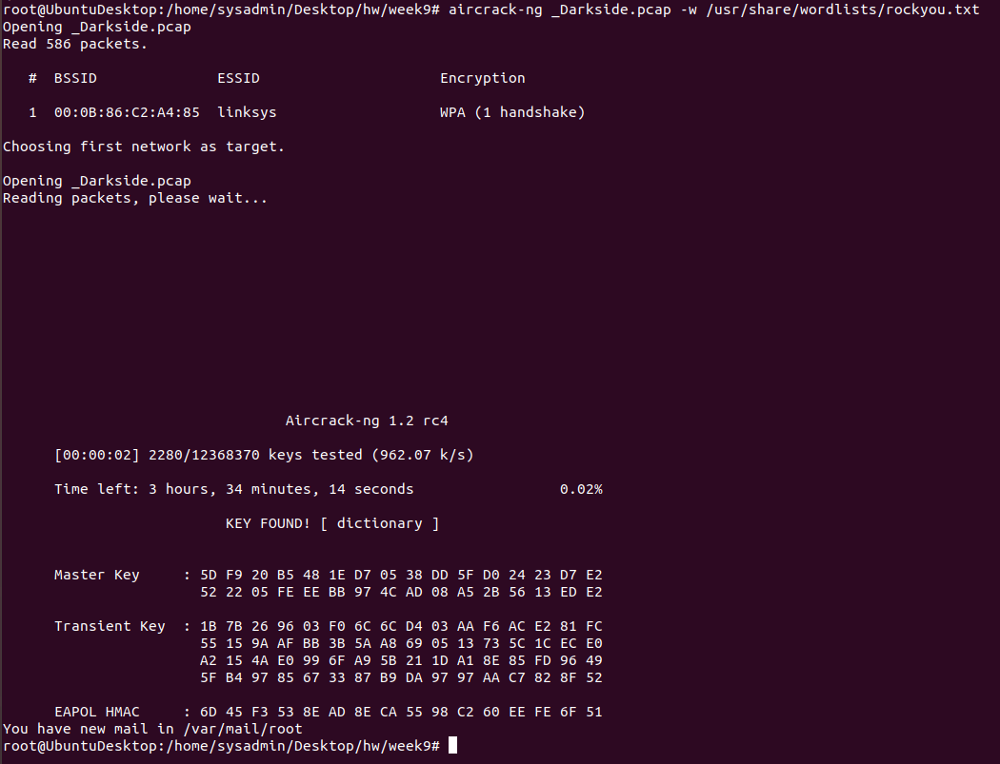 root@UbuntuDesktop:/home/sysadmin/Desktop/hw/week9# aircrack-ng _Darkside.pcap -w /usr/share/wordlists/rockyou.txt
Opening _Darkside.pcap
Read 586 packets.
# BSSID ESSID Encryption
1 00:0B:86:C2:A4:85 linksys WPA (1 handshake)
Choosing first network as target.
Opening _Darkside.pcap
Reading packets, please wait...
Aircrack-ng 1.2 rc4
[00:00:02] 2280/12368370 keys tested (962.07 k/s)
Time left: 3 hours, 34 minutes, 14 seconds 0.02%
KEY FOUND! [ dictionary ]
Master Key : 5D F9 20 B5 48 1E D7 05 38 DD 5F D0 24 23 D7 E2
52 22 05 FE EE BB 97 4C AD 08 A5 2B 56 13 ED E2
Transient Key : 1B 7B 26 96 03 F0 6C 6C D4 03 AA F6 AC E2 81 FC
55 15 9A AF BB 3B 5A A8 69 05 13 73 5C 1C EC E0
A2 15 4A E0 99 6F A9 5B 21 1D A1 8E 85 FD 96 49
5F B4 97 85 67 33 87 B9 DA 97 97 AA C7 82 8F 52
EAPOL HMAC : 6D 45 F3 53 8E AD 8E CA 55 98 C2 60 EE FE 6F 51
You have new mail in /var/mail/root
root@UbuntuDesktop:/home/sysadmin/Desktop/hw/week9#